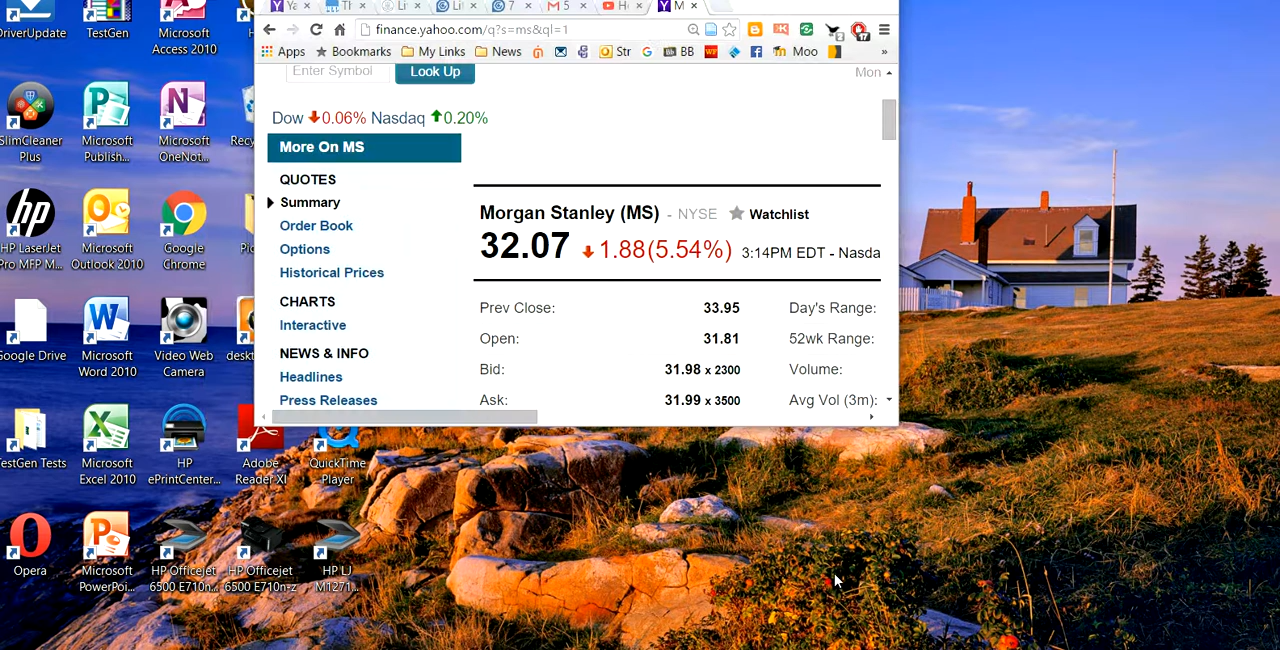 DriverUpdate
TestGen
Microsoft
Access 2010
SlimCleaner
Plus
Microsoft
Publish...
Microsoft
OneNot...
Recy
HP LaserJet
Pro MFP M...
Microsoft
Outlook 2010
Google
Chrome
Google Drive
Microsoft
Word 2010
Video Web
Camera
deskt
TestGen Tests
Microsoft
Excel 2010
HP
ePrintCenter...
Adobe
Reader XI
QuickTime
Player
Opera
Microsoft
PowerPoi...
HP Officejet
6500 E710n...
HP Officejet
6500 E710n-z
HP LJ
M1271...
finance.yahoo.com/q?s=ms&ql=1
Apps Bookmarks My Links News Str BB Moo »
Enter Symbol Look Up Mon
Dow 0.06% Nasdaq 0.20%
More On MS
QUOTES
Summary
Order Book
Options
Historical Prices
CHARTS
Interactive
NEWS & INFO
Headlines
Press Releases
Morgan Stanley (MS) - NYSE Watchlist
32.07 1.88(5.54%) 3:14PM EDT - Nasda
Prev Close: 33.95 Day's Range:
Open: 31.81 52wk Range:
Bid: 31.98 x 2300 Volume:
Ask: 31.99 x 3500 Avg Vol (3m):